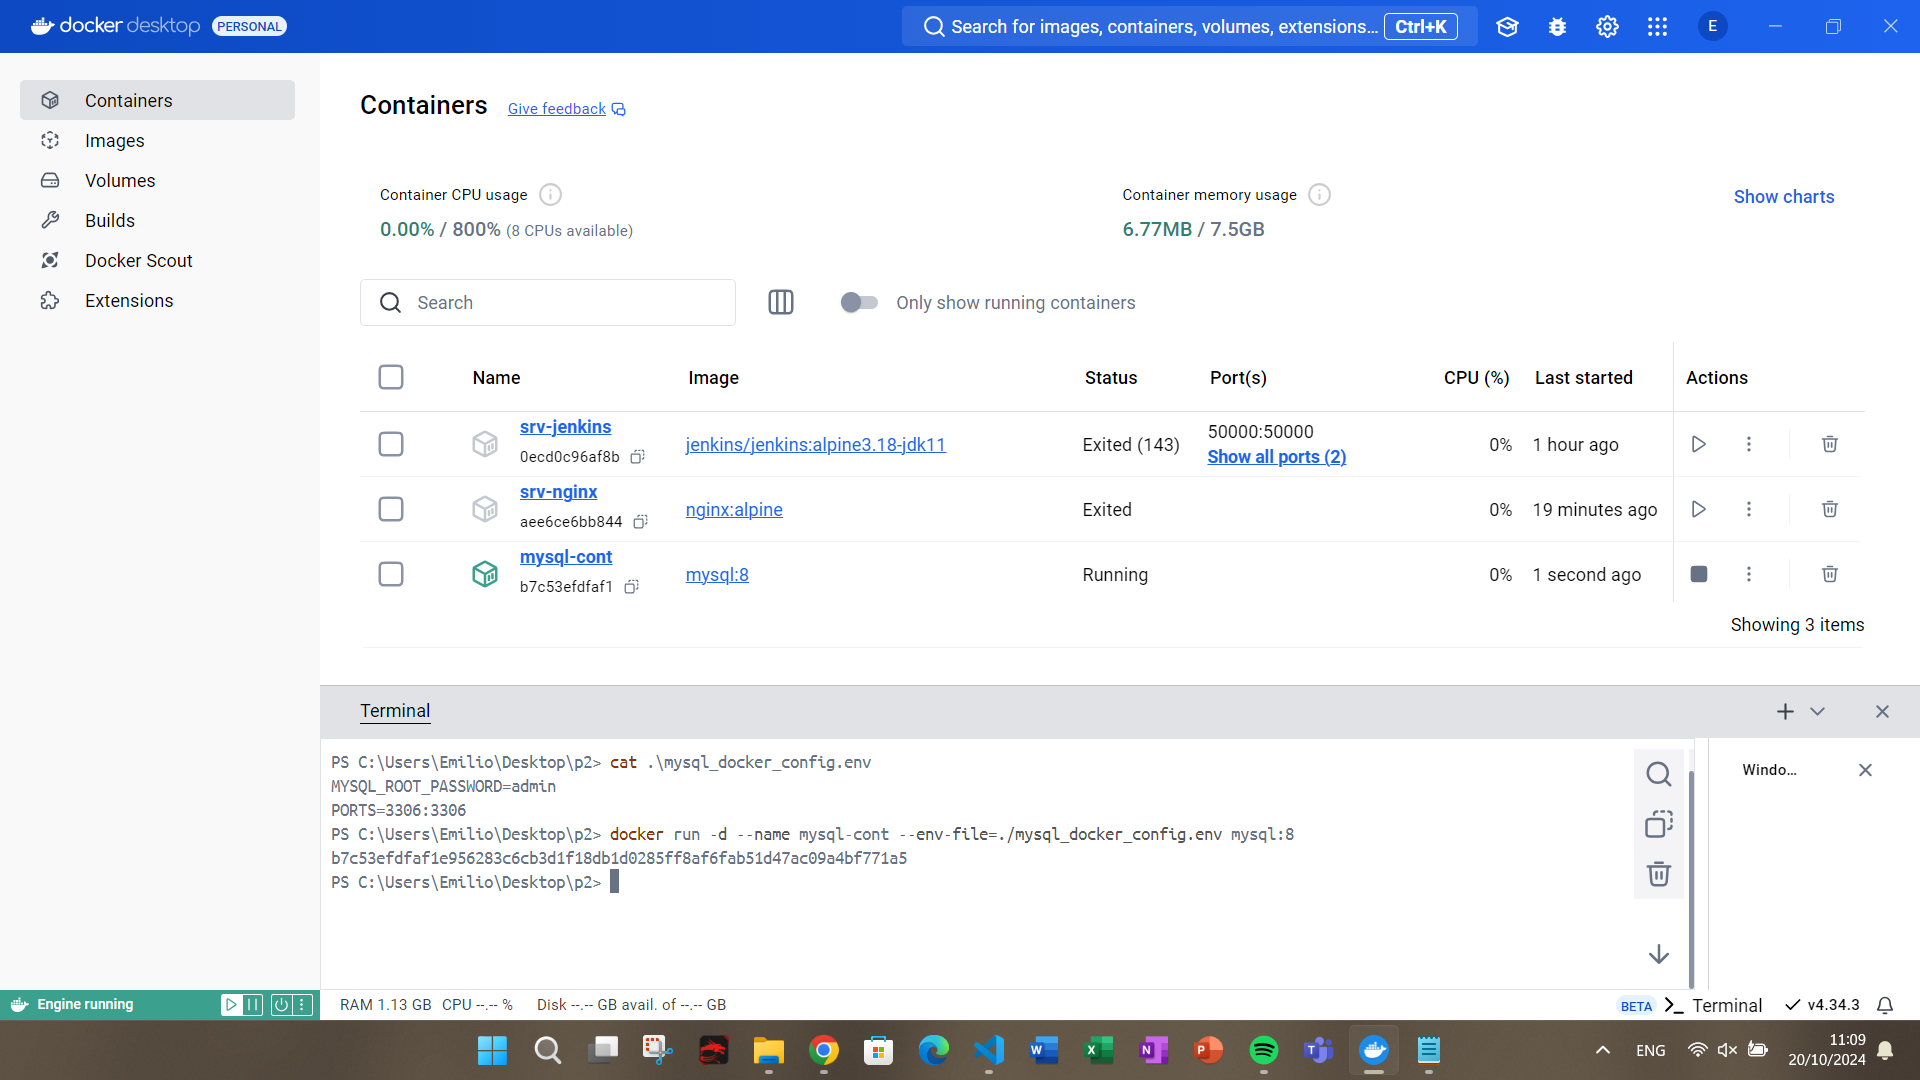 docker desktop PERSONAL
Search for images, containers, volumes, extensions... Ctrl+K
E
Containers
Images
Volumes
Builds
Docker Scout
Extensions
Containers Give feedback
Container CPU usage
0.00% / 800% (8 CPUs available)
Container memory usage
6.77MB / 7.5GB
Show charts
Search
Only show running containers
Name Image Status Port(s) CPU (%) Last started Actions
srv-jenkins
0ecd0c96af8b
jenkins/jenkins:alpine3.18-jdk11
Exited (143)
50000:50000
Show all ports (2)
0%
1 hour ago
srv-nginx
aee6ce6bb844
nginx:alpine
Exited
0%
19 minutes ago
mysql-cont
b7c53efdfaf1
mysql:8
Running
0%
1 second ago
Showing 3 items
Terminal
PS C:\Users\Emilio\Desktop\p2> cat .\mysql_docker_config.env
MYSQL_ROOT_PASSWORD=admin
PORTS=3306:3306
PS C:\Users\Emilio\Desktop\p2> docker run -d --name mysql-cont --env-file=./mysql_docker_config.env mysql:8
b7c53efdfaf1e956283c6cb3d1f18db1d0285ff8af6fab51d47ac09a4bf771a5
PS C:\Users\Emilio\Desktop\p2>
Windo...
Engine running
RAM 1.13 GB CPU --.-- % Disk --.-- GB avail. of --.-- GB
BETA Terminal v4.34.3
ENG
11:09
20/10/2024